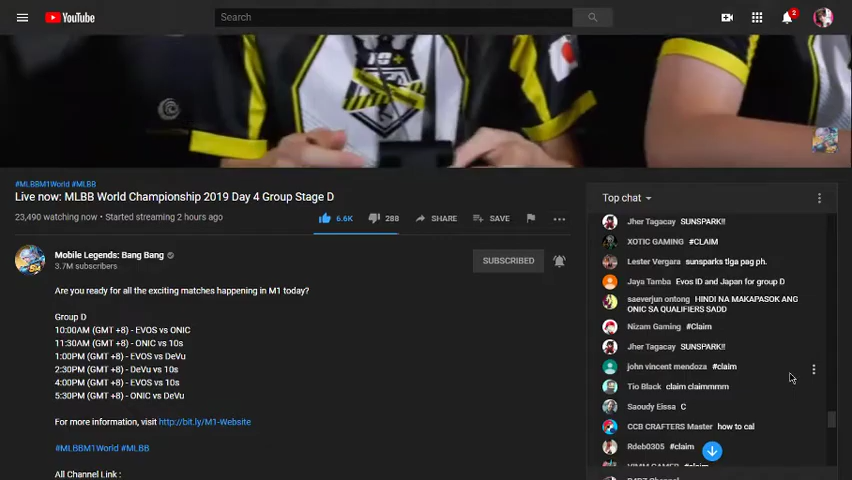 YouTube
Search
2
10+
#MLBBM1World #MLBB
Live now: MLBB World Championship 2019 Day 4 Group Stage D
23,490 watching now • Started streaming 2 hours ago
6.6K
288
SHARE
SAVE
Mobile Legends: Bang Bang
3.7M subscribers
SUBSCRIBED
Are you ready for all the exciting matches happening in M1 today?
Group D
10:00AM (GMT +8) - EVOS vs ONIC
11:30AM (GMT +8) - ONIC vs 10s
1:00PM (GMT +8) - EVOS vs DeVu
2:30PM (GMT +8) - DeVu vs 10s
4:00PM (GMT +8) - EVOS vs 10s
5:30PM (GMT +8) - ONIC vs DeVu
For more information, visit http://bit.ly/M1-Website
#MLBBM1World #MLBB
All Channel Link :
Top chat
Jher Tagacay SUNSPARK!!
XOTIC GAMING #CLAIM
Lester Vergara sunsparks tlga pag ph.
Jaya Tamba Evos ID and Japan for group D
saeverjun ontong HINDI NA MAKAPASOK ANG
ONIC SA QUALIFIERS SADD
Nizam Gaming #Claim
Jher Tagacay SUNSPARK!!
john vincent mendoza #claim
Tio Black claim claimmmm
Saoudy Eissa C
CCB CRAFTERS Master how to cal
Rdeb0305 #claim